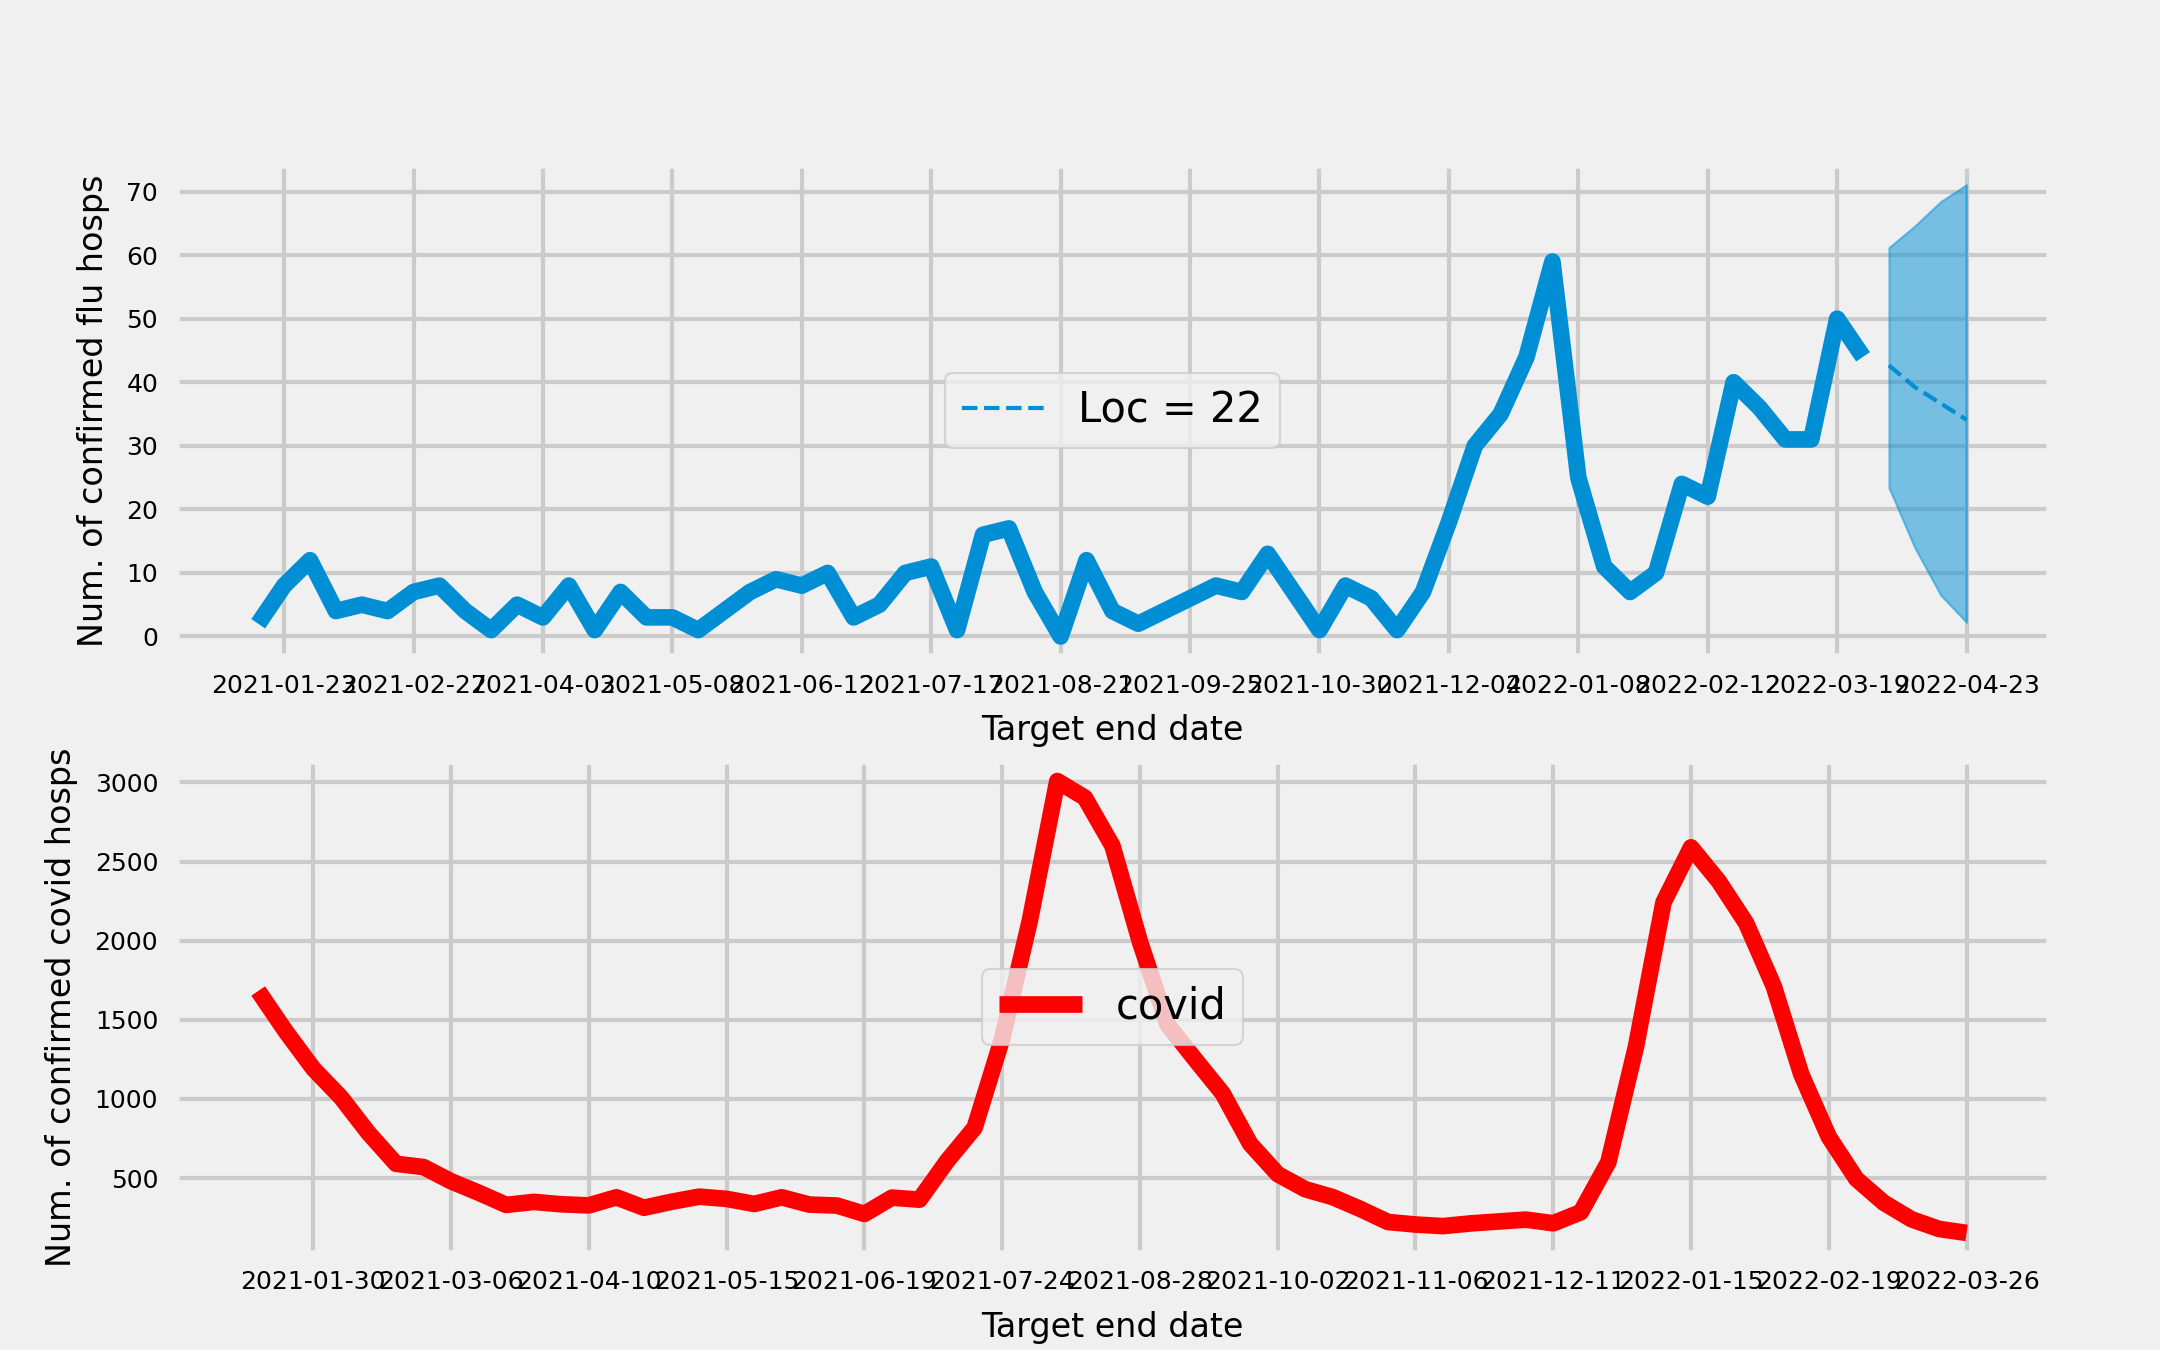 Num. of confirmed flu hosps
70
60
50
40
30
20
10
0
Loc = 22
2021-01-23 2021-02-27 2021-04-03 2021-05-08 2021-06-12 2021-07-17 2021-08-21 2021-09-25 2021-10-30 2021-12-04 2022-01-08 2022-02-12 2022-03-19 2022-04-23
Target end date
Num. of confirmed covid hosps
3000
2500
2000
1500
1000
500
covid
2021-01-30 2021-03-06 2021-04-10 2021-05-15 2021-06-19 2021-07-24 2021-08-28 2021-10-02 2021-11-06 2021-12-11 2022-01-15 2022-02-19 2022-03-26
Target end date